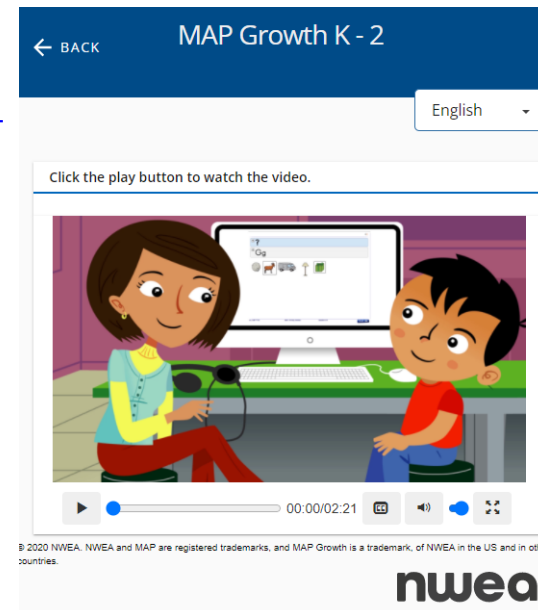 ← BACK
MAP Growth K - 2
English
Click the play button to watch the video.
?
Gg
00:00/02:21
CC
© 2020 NWEA. NWEA and MAP are registered trademarks, and MAP Growth is a trademark, of NWEA in the US and in
countries.
nwea